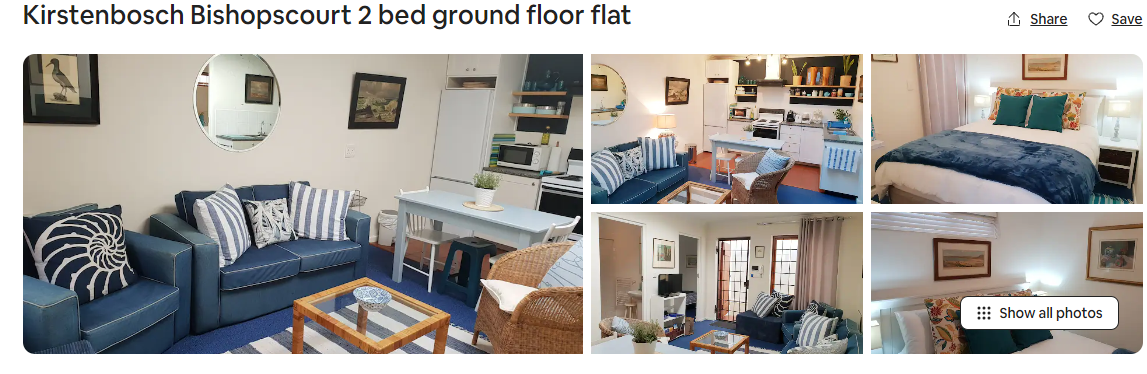 Kirstenbosch Bishopscourt 2 bed ground floor flat
Share
Save
Show all photos